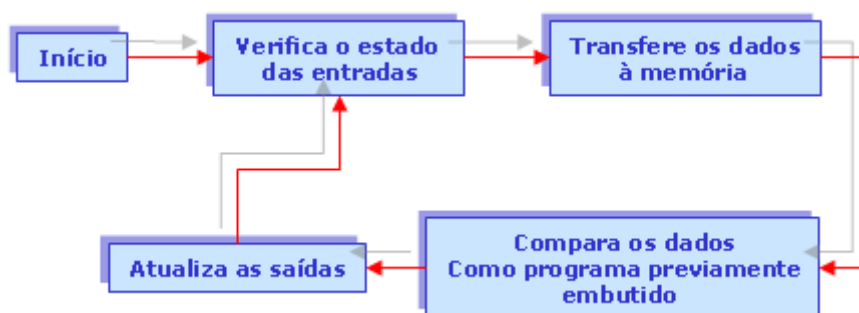 Início
Verifica o estado
das entradas
Transfere os dados
à memória
Compara os dados
Como programa previamente
embutido
Atualiza as saídas